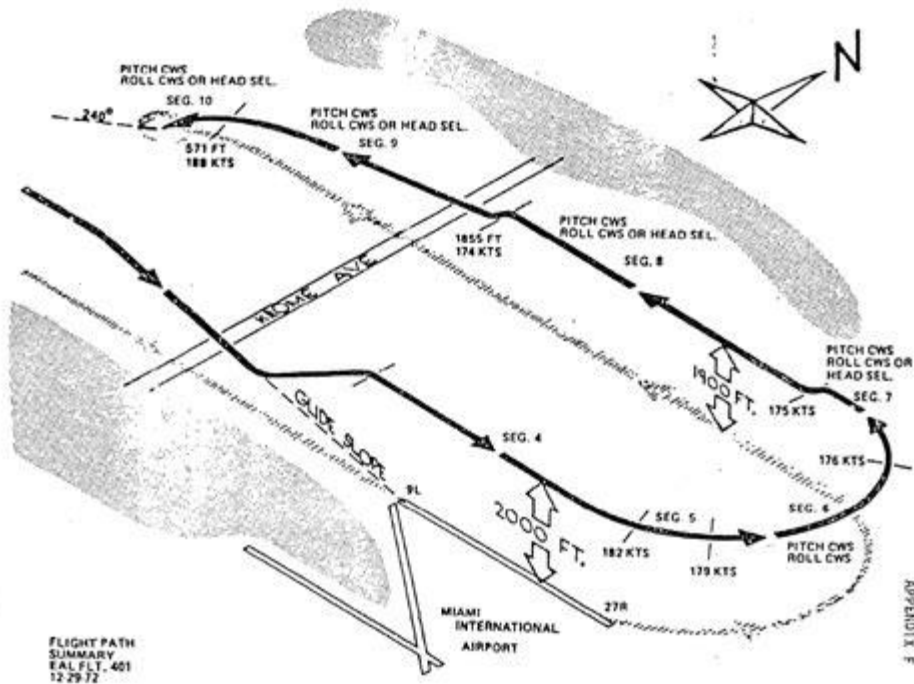 N
PITCH CWS
ROLL CWS OR HEAD SEL.
SEG. 10
240°
571 FT
188 KTS
PITCH CWS
ROLL CWS OR HEAD SEL.
SEG. 9
1855 FT
174 KTS
PITCH CWS
ROLL CWS OR HEAD SEL.
SEG. 8
KROME AVE
PITCH CWS
ROLL CWS OR
HEAD SEL.
SEG. 7
1900 FT.
175 KTS
176 KTS
GLIDE SLOPE
SEG. 4
9L
2000 FT.
SEG. 5
SEG. 6
182 KTS
179 KTS
PITCH CWS
ROLL CWS
27R
MIAMI
INTERNATIONAL
AIRPORT
FLIGHT PATH
SUMMARY
EAL FLT. 401
12-29-72
APPENDIX F